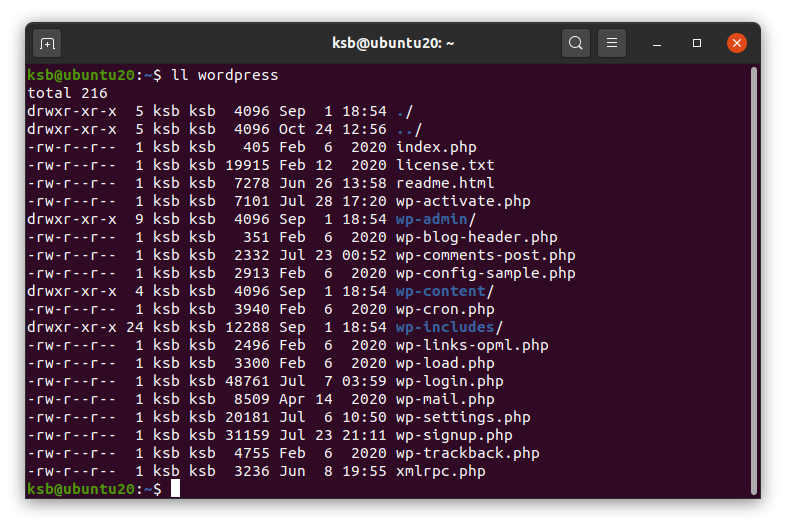 ksb@ubuntu20: ~
ksb@ubuntu20:~$ ll wordpress
total 216
drwxr-xr-x  5 ksb ksb  4096 Sep  1 18:54 ./
drwxr-xr-x  5 ksb ksb  4096 Oct 24 12:56 ../
-rw-r--r--  1 ksb ksb   405 Feb  6  2020 index.php
-rw-r--r--  1 ksb ksb 19915 Feb 12  2020 license.txt
-rw-r--r--  1 ksb ksb  7278 Jun 26 13:58 readme.html
-rw-r--r--  1 ksb ksb  7101 Jul 28 17:20 wp-activate.php
drwxr-xr-x  9 ksb ksb  4096 Sep  1 18:54 wp-admin/
-rw-r--r--  1 ksb ksb   351 Feb  6  2020 wp-blog-header.php
-rw-r--r--  1 ksb ksb  2332 Jul 23 00:52 wp-comments-post.php
-rw-r--r--  1 ksb ksb  2913 Feb  6  2020 wp-config-sample.php
drwxr-xr-x  4 ksb ksb  4096 Sep  1 18:54 wp-content/
-rw-r--r--  1 ksb ksb  3940 Feb  6  2020 wp-cron.php
drwxr-xr-x 24 ksb ksb 12288 Sep  1 18:54 wp-includes/
-rw-r--r--  1 ksb ksb  2496 Feb  6  2020 wp-links-opml.php
-rw-r--r--  1 ksb ksb  3300 Feb  6  2020 wp-load.php
-rw-r--r--  1 ksb ksb 48761 Jul  7 03:59 wp-login.php
-rw-r--r--  1 ksb ksb  8509 Apr 14  2020 wp-mail.php
-rw-r--r--  1 ksb ksb 20181 Jul  6 10:50 wp-settings.php
-rw-r--r--  1 ksb ksb 31159 Jul 23 21:11 wp-signup.php
-rw-r--r--  1 ksb ksb  4755 Feb  6  2020 wp-trackback.php
-rw-r--r--  1 ksb ksb  3236 Jun  8 19:55 xmlrpc.php
ksb@ubuntu20:~$